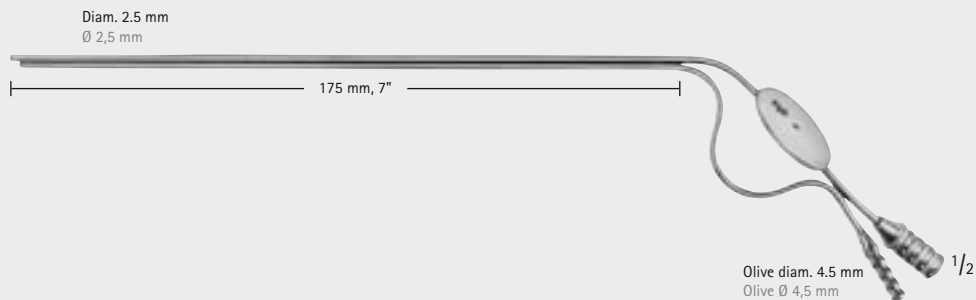 Diam. 2.5 mm
Ø 2,5 mm
175 mm, 7”
1/2
Olive diam. 4.5 mm
Olive Ø 4,5 mm